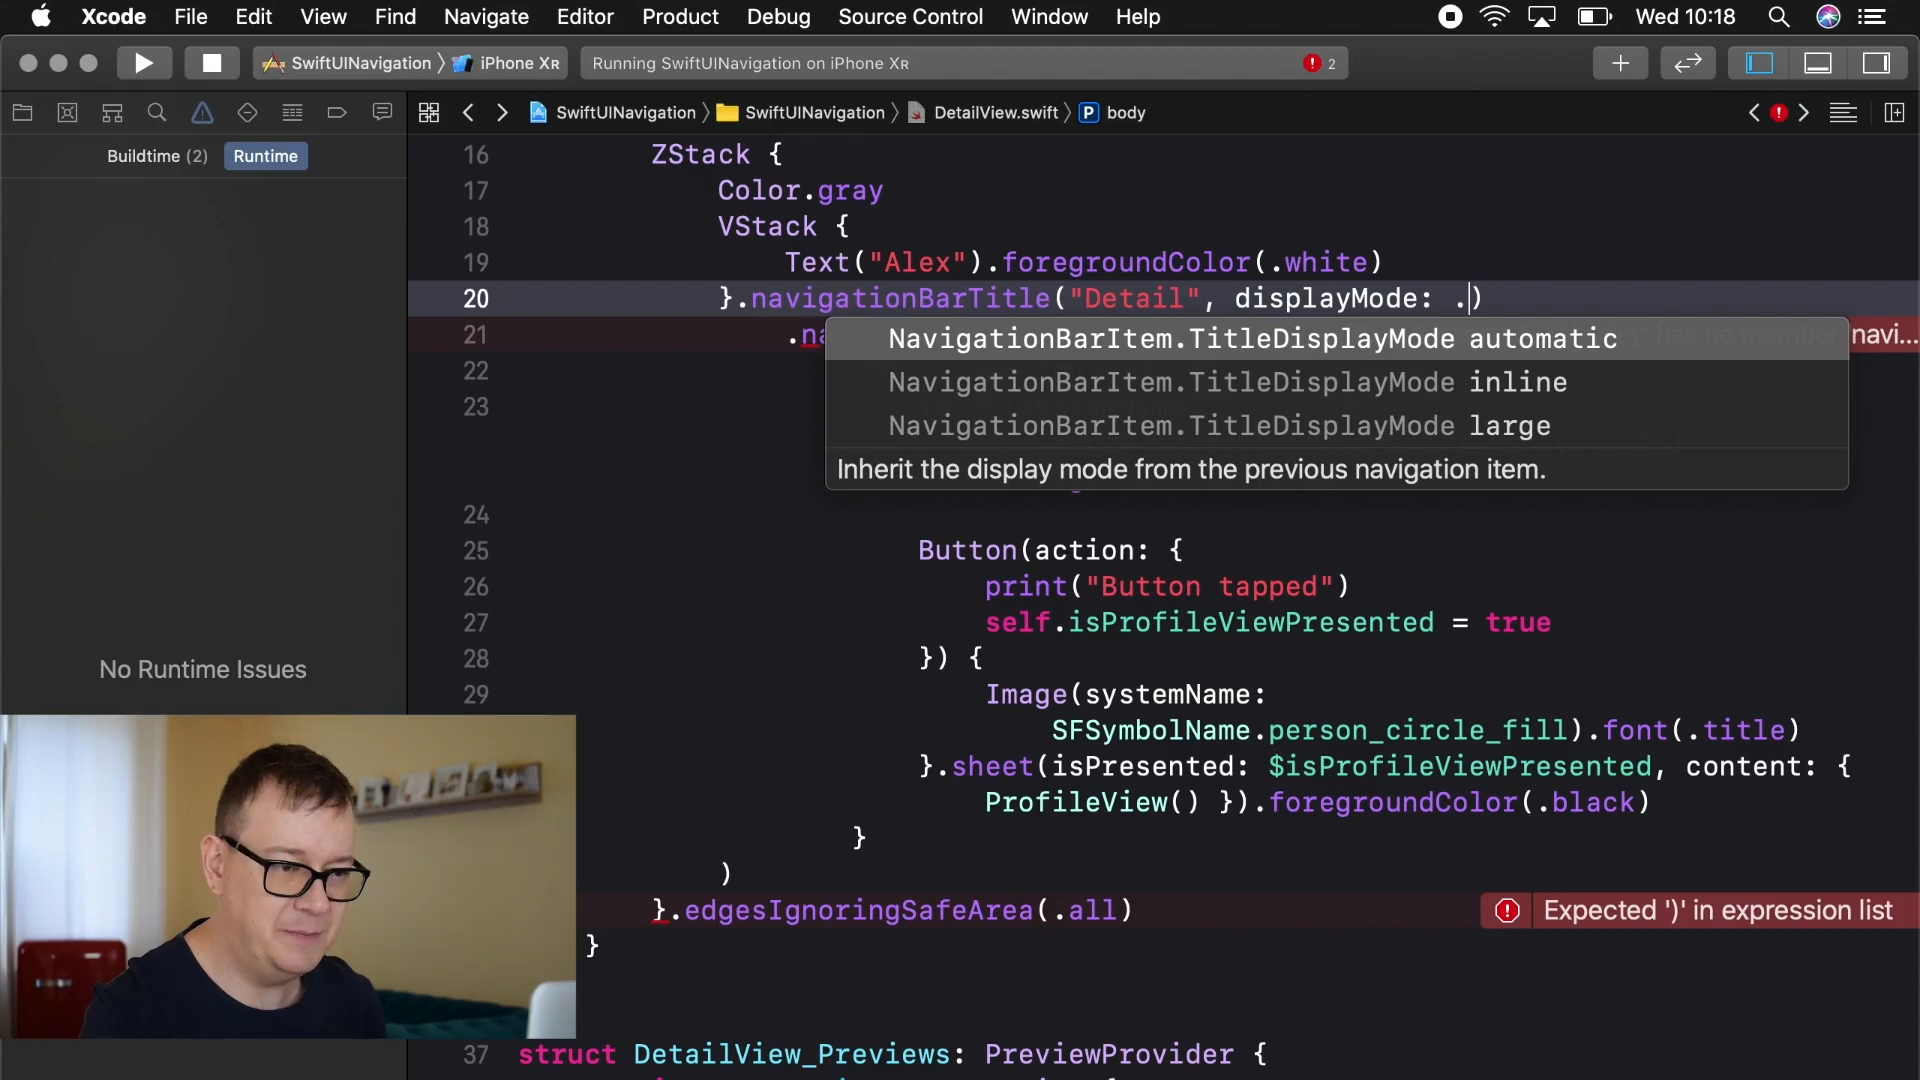 Xcode File Edit View Find Navigate Editor Product Debug Source Control Window Help Wed 10:18
SwiftUINavigation iPhone XR Running SwiftUINavigation on iPhone XR 2
SwiftUINavigation SwiftUINavigation DetailView.swift P body
Buildtime (2) Runtime
No Runtime Issues
16 ZStack {
17 Color.gray
18 VStack {
19 Text("Alex").foregroundColor(.white)
20 }.navigationBarTitle("Detail", displayMode: .)
21 .na has no member navi...
NavigationBarItem.TitleDisplayMode automatic
22
NavigationBarItem.TitleDisplayMode inline
23
NavigationBarItem.TitleDisplayMode large
Inherit the display mode from the previous navigation item.
24
25 Button(action: {
26 print("Button tapped")
27 self.isProfileViewPresented = true
28 }) {
29 Image(systemName:
SFSymbolName.person_circle_fill).font(.title)
}.sheet(isPresented: $isProfileViewPresented, content: {
ProfileView() }).foregroundColor(.black)
}
)
}.edgesIgnoringSafeArea(.all) Expected ')' in expression list
}
37 struct DetailView_Previews: PreviewProvider {